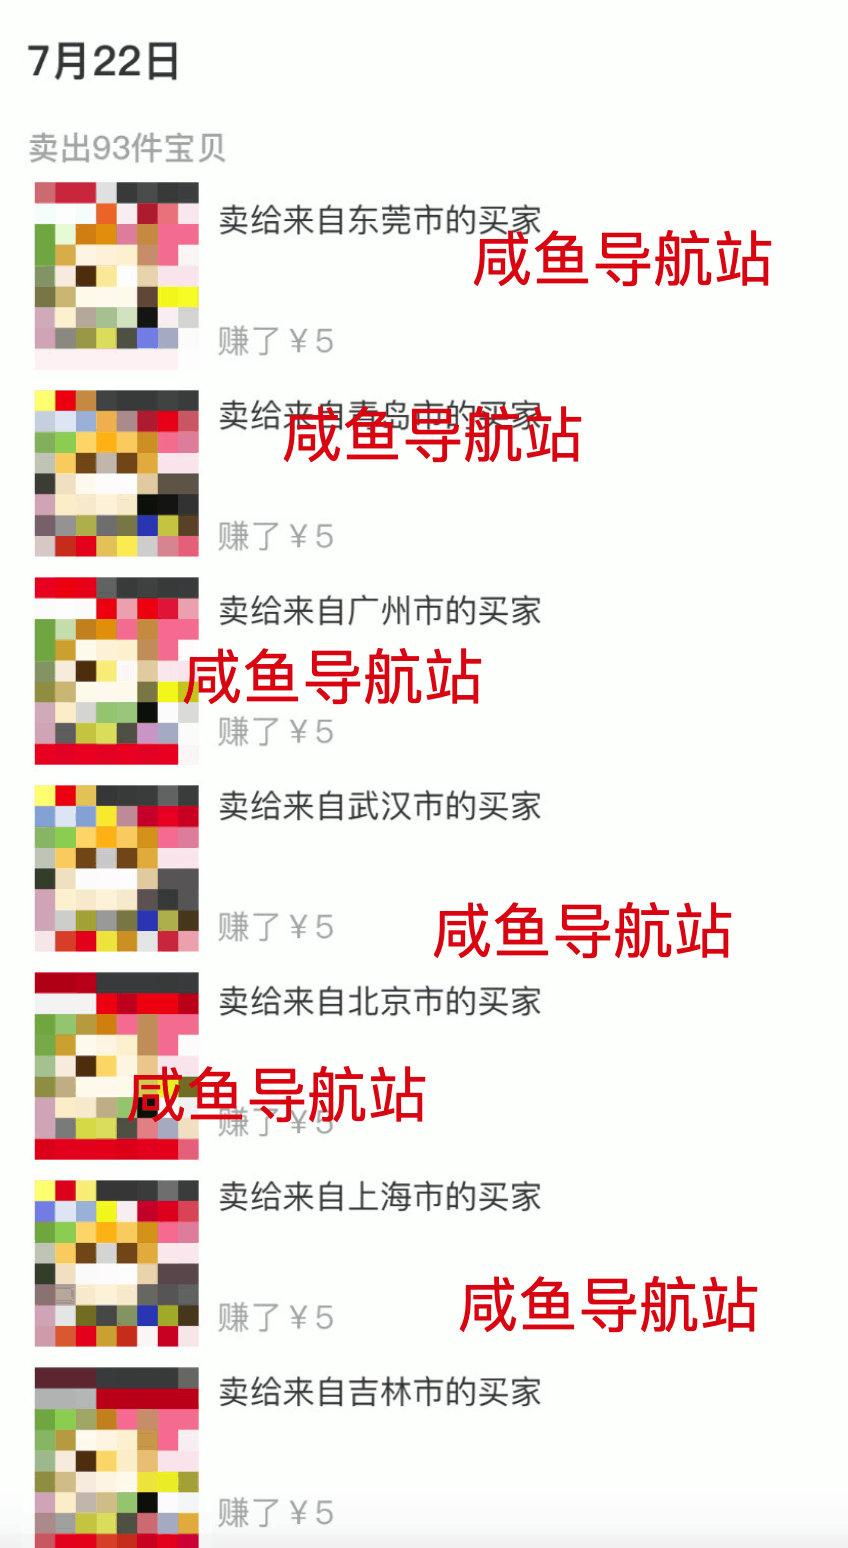 7月22日
卖出93件宝贝
卖给来自东莞市的买家
咸鱼导航站
赚了¥5
卖给来自青岛市的买家
咸鱼导航站
赚了¥5
卖给来自广州市的买家
咸鱼导航站
赚了¥5
卖给来自武汉市的买家
咸鱼导航站
赚了¥5
卖给来自北京市的买家
咸鱼导航站
赚了¥5
卖给来自上海市的买家
咸鱼导航站
赚了¥5
卖给来自吉林市的买家
赚了¥5